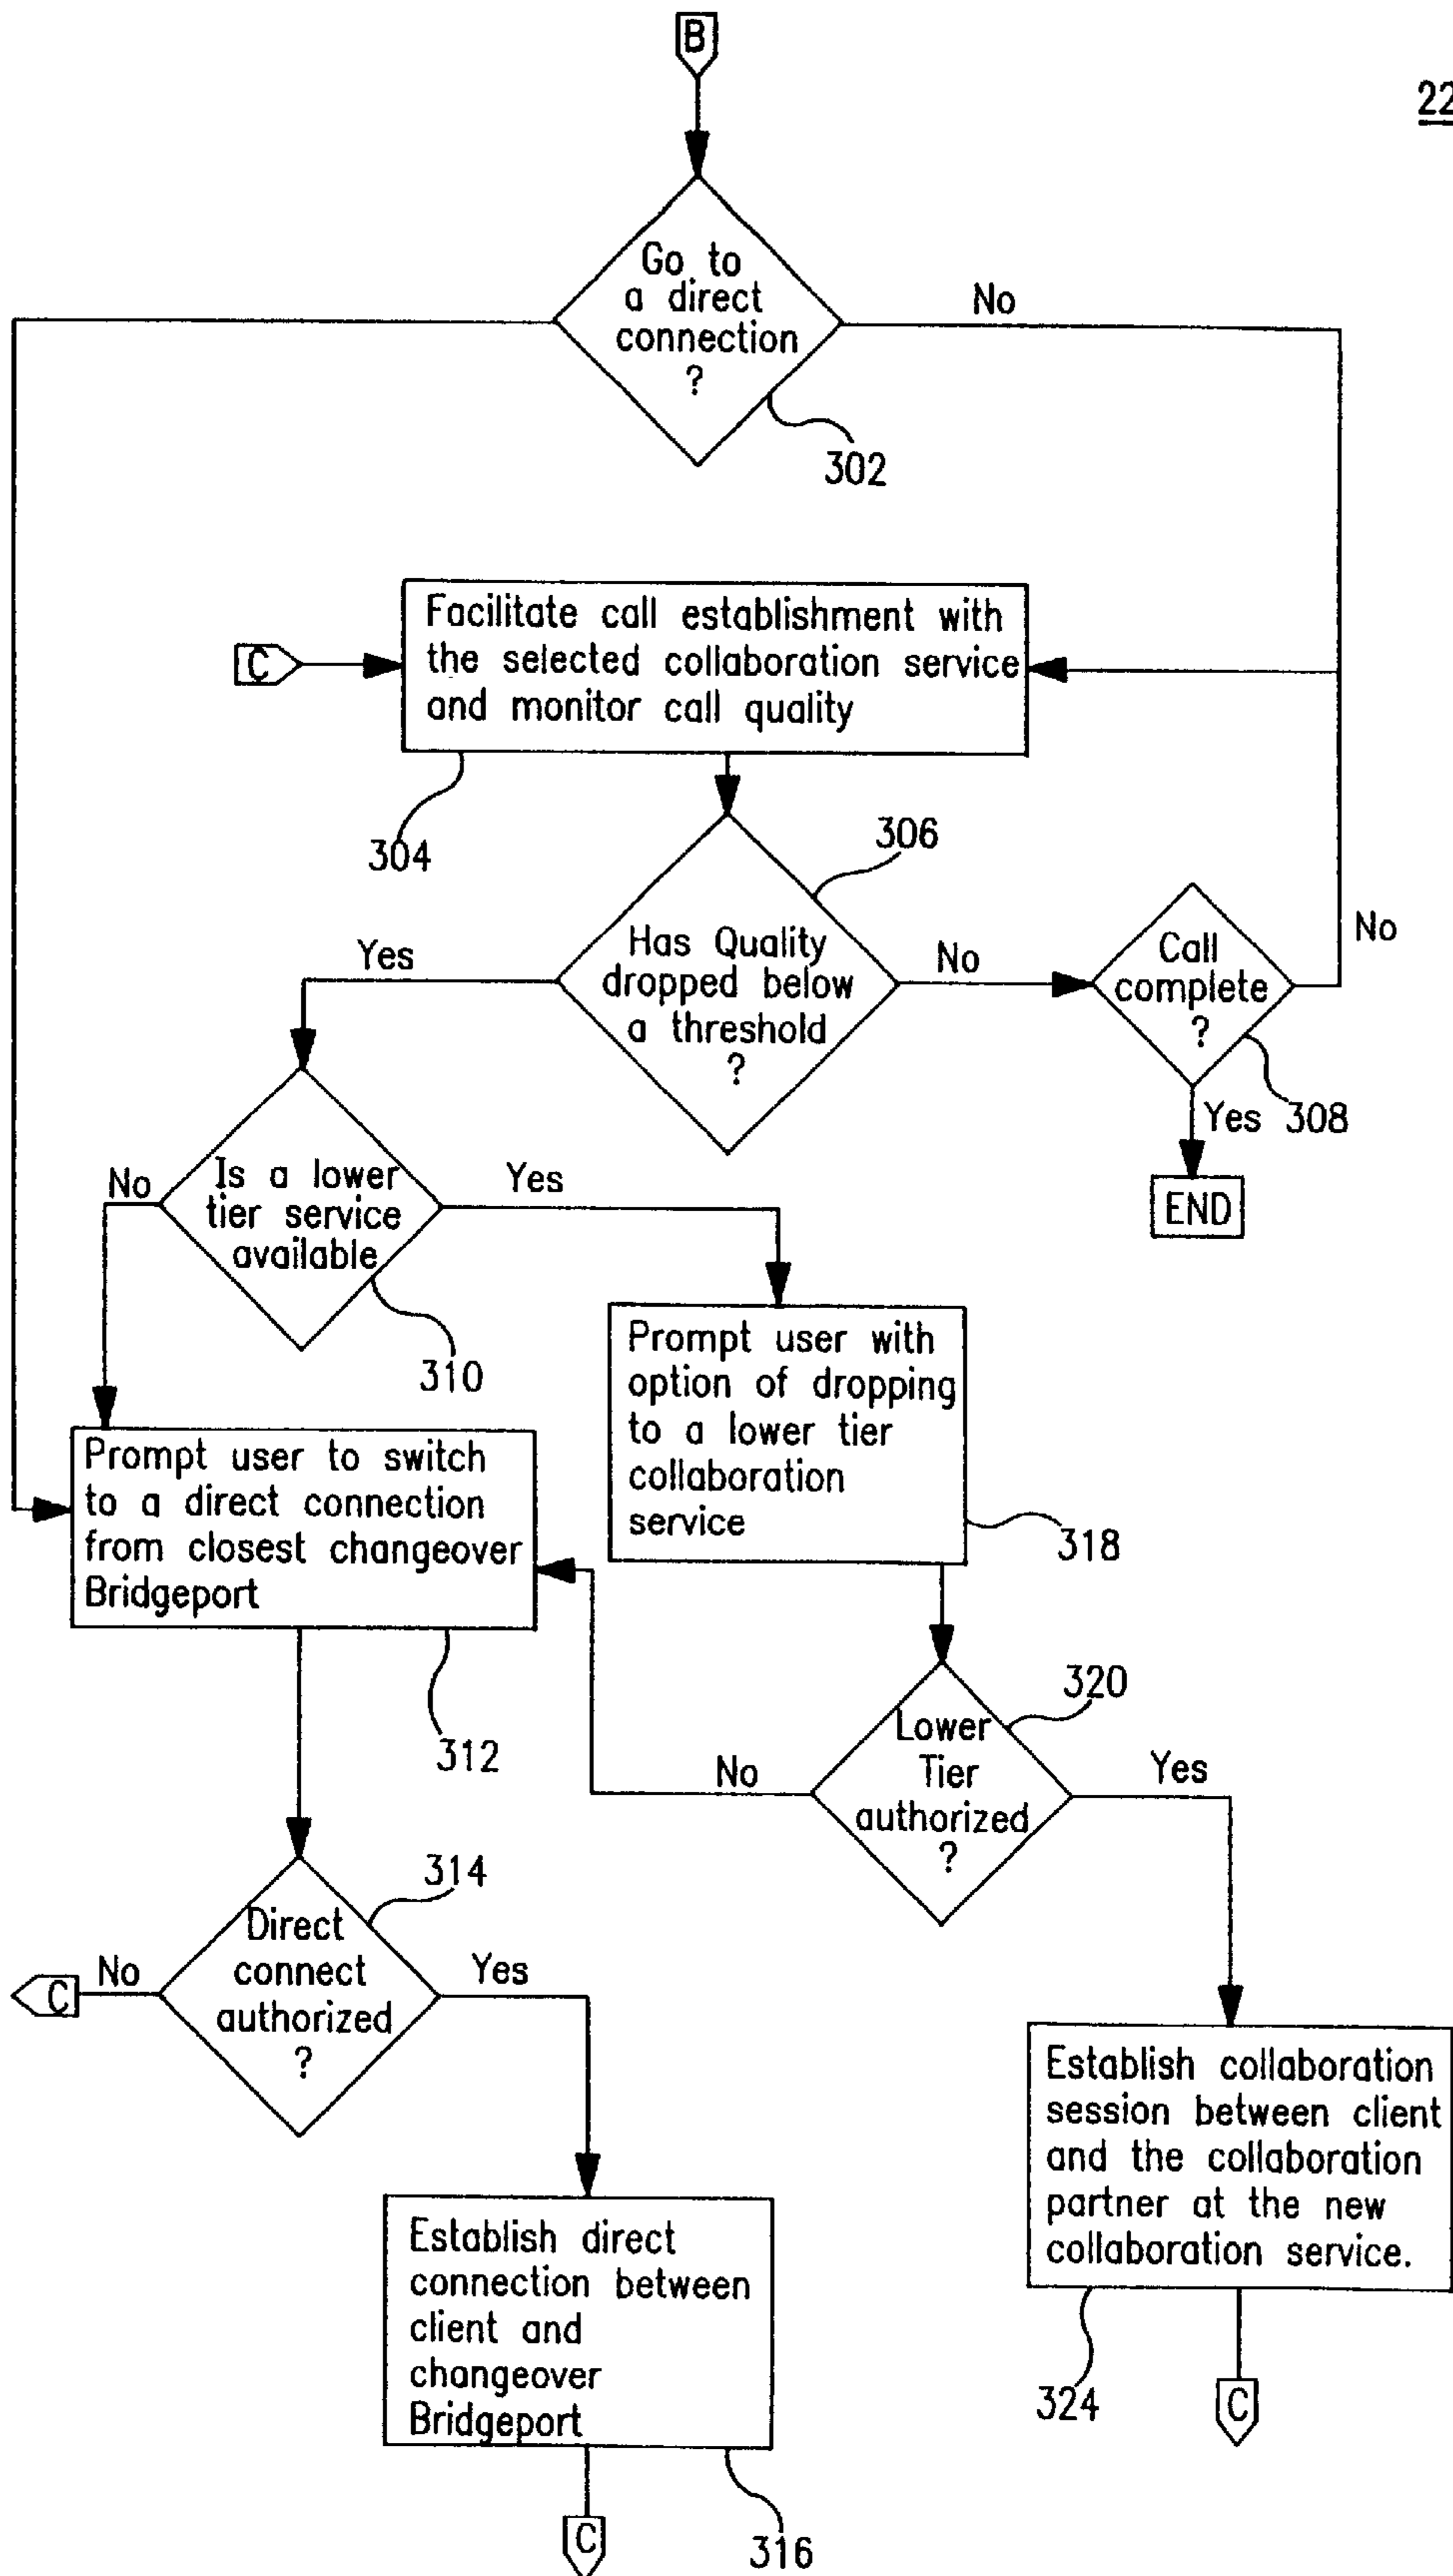 B
22
Go to
a direct
connection
?
No
302
Facilitate call establishment with
the selected collaboration service
and monitor call quality
C
304
306
Has Quality
dropped below
a threshold
?
Yes
No
Call
complete
?
No
Yes
308
END
Is a lower
tier service
available
No
Yes
310
Prompt user with
option of dropping
to a lower tier
collaboration
service
318
Prompt user to switch
to a direct connection
from closest changeover
Bridgeport
312
320
Lower
Tier
authorized
?
No
Yes
314
Direct
connect
authorized
?
No
C
Yes
Establish collaboration
session between client
and the collaboration
partner at the new
collaboration service.
324
C
Establish direct
connection between
client and
changeover
Bridgeport
316
C